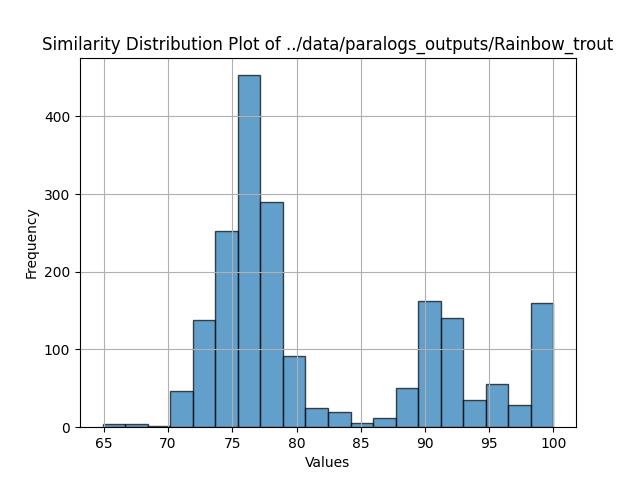 Similarity Distribution Plot of ../data/paralogs_outputs/Rainbow_trout
400
300
200
100
0
Frequency
65 70 75 80 85 90 95 100
Values